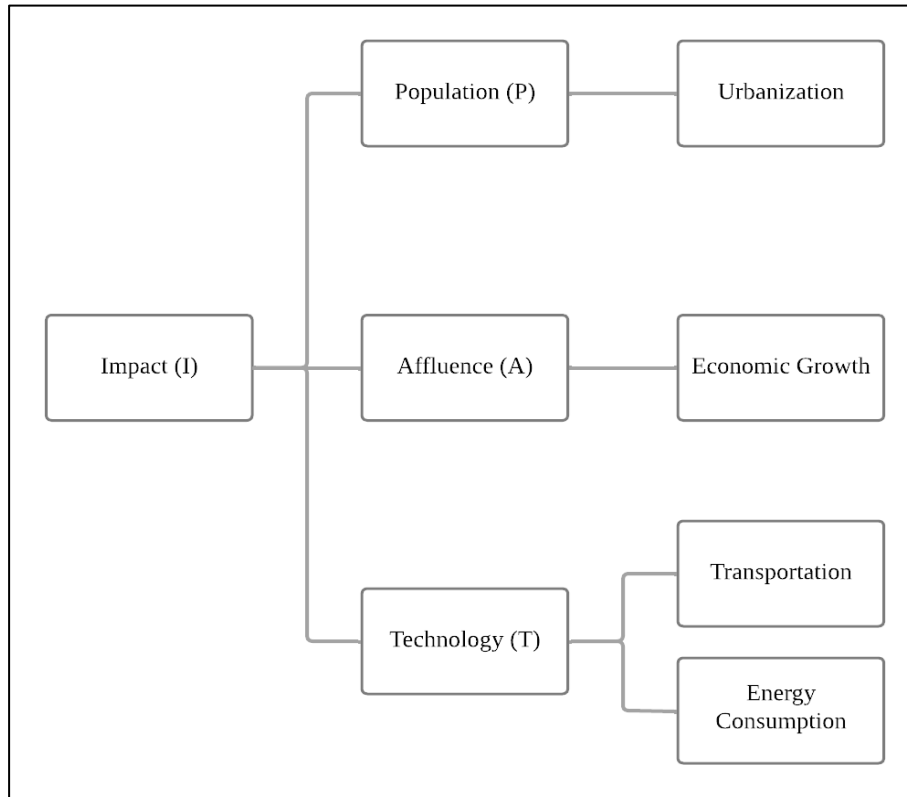 Population (P)
Urbanization
Impact (I)
Affluence (A)
Economic Growth
Transportation
Technology (T)
Energy
Consumption